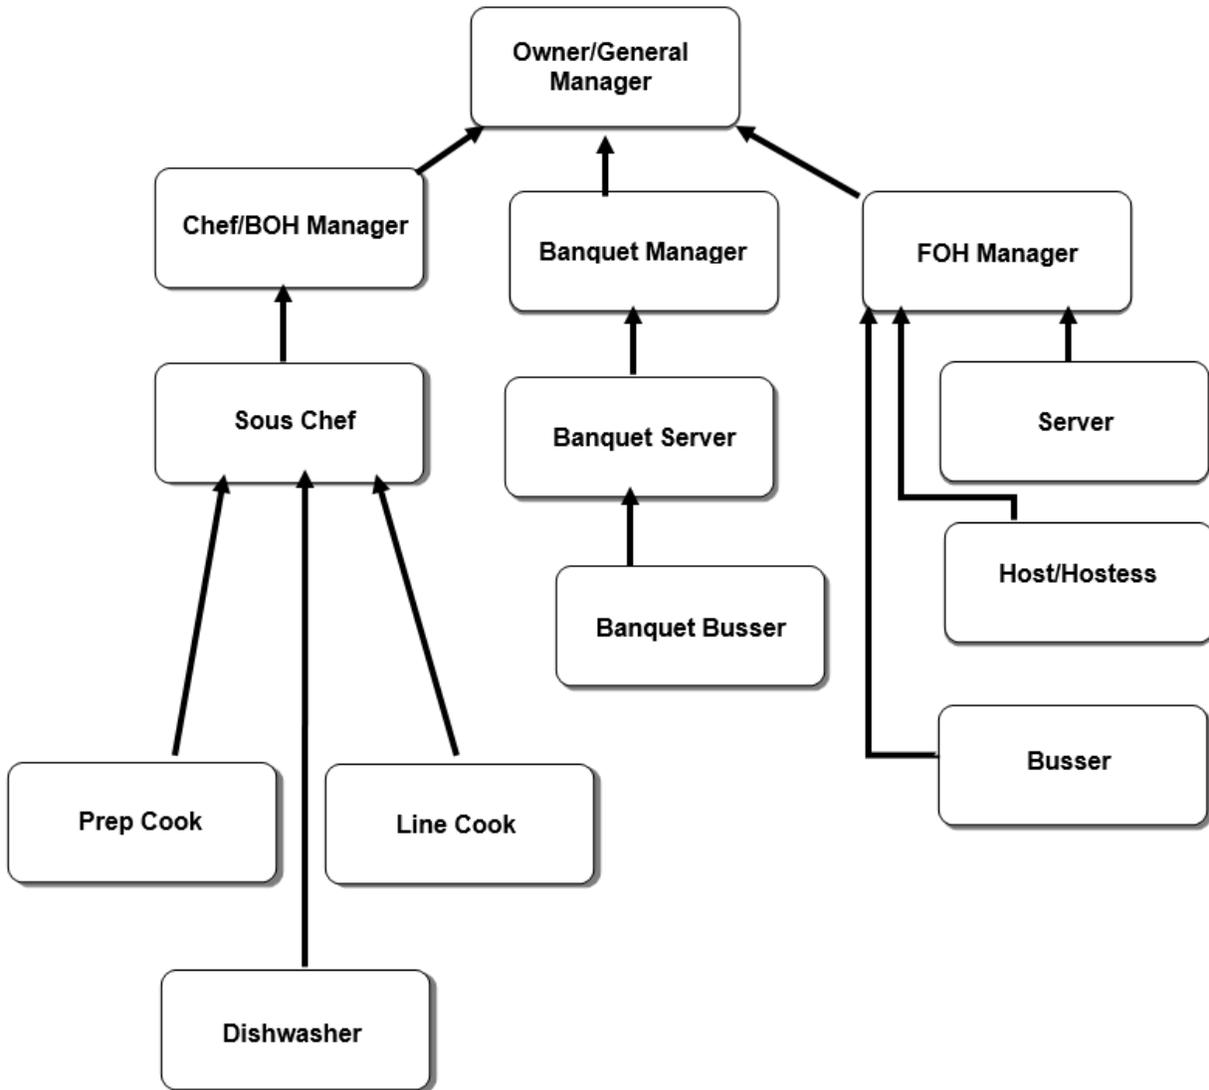 Owner/General
Manager
Chef/BOH Manager
Banquet Manager
FOH Manager
Sous Chef
Banquet Server
Server
Host/Hostess
Banquet Busser
Busser
Prep Cook
Line Cook
Dishwasher